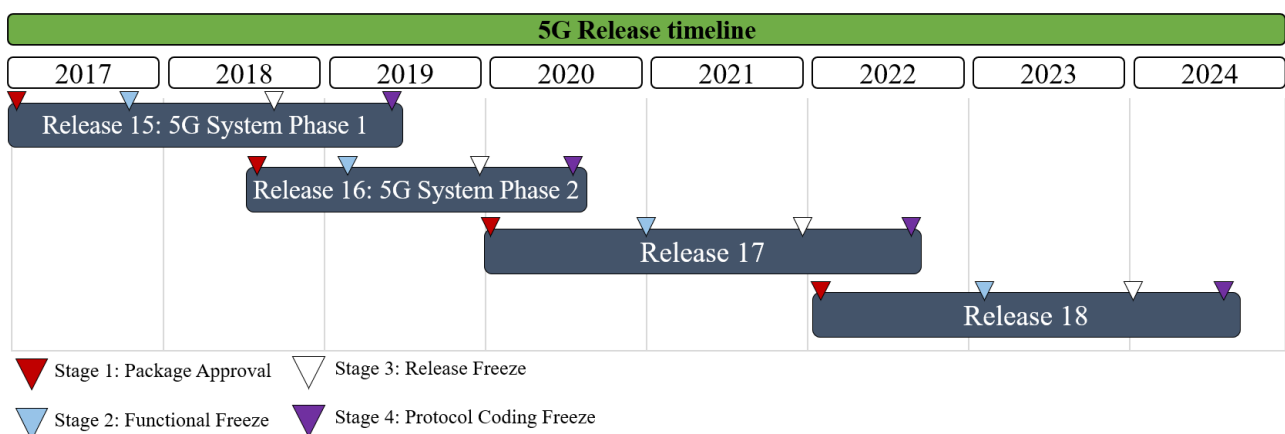 5G Release timeline
2017 2018 2019 2020 2021 2022 2023 2024
Release 15: 5G System Phase 1
Release 16: 5G System Phase 2
Release 17
Release 18
Stage 1: Package Approval
Stage 3: Release Freeze
Stage 2: Functional Freeze
Stage 4: Protocol Coding Freeze